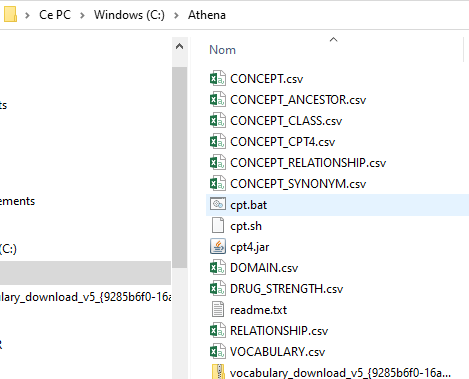 Ce PC > Windows (C:) > Athena
Nom
ts
ements
(C:)
ulary_download_v5_{9285b6f0-16a
R
CONCEPT.csv
CONCEPT_ANCESTOR.csv
CONCEPT_CLASS.csv
CONCEPT_CPT4.csv
CONCEPT_RELATIONSHIP.csv
CONCEPT_SYNONYM.csv
cpt.bat
cpt.sh
cpt4.jar
DOMAIN.csv
DRUG_STRENGTH.csv
readme.txt
RELATIONSHIP.csv
VOCABULARY.csv
vocabulary_download_v5_{9285b6f0-16a...